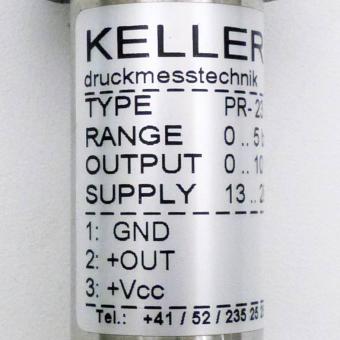 KELLER
druckmesstechnik
TYPE PR-23
RANGE 0 .. 5
OUTPUT 0 .. 10
SUPPLY 13 .. 2
1: GND
2: +OUT
3: +Vcc
Tel.: +41 / 52 / 235 25 2